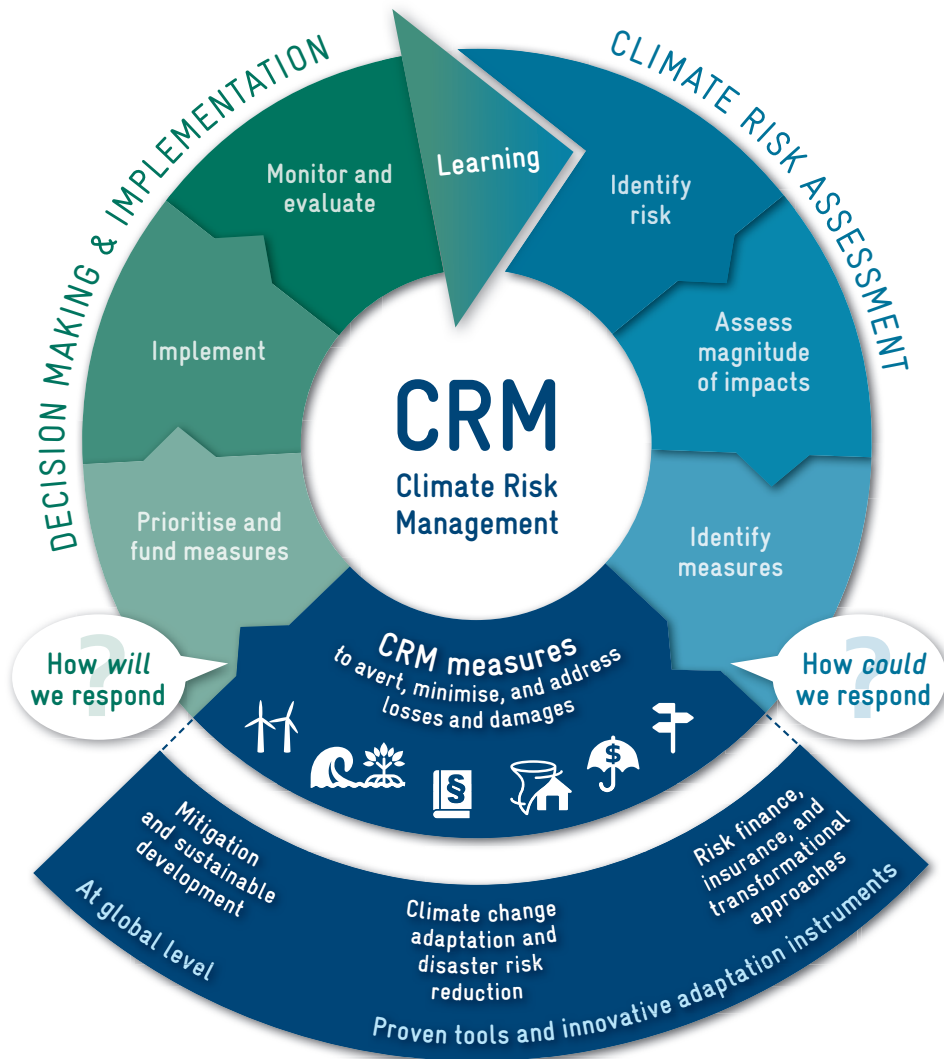 DECISION MAKING & IMPLEMENTATION
CLIMATE RISK ASSESSMENT
Learning
Monitor and
evaluate
Identify
risk
Implement
Assess
magnitude
of impacts
CRM
Climate Risk
Management
Prioritise and
fund measures
Identify
measures
?
How will
we respond
CRM measures
to avert, minimise, and address
losses and damages
?
How could
we respond
§
$
Mitigation
and sustainable
development
Climate change
adaptation and
disaster risk
reduction
Risk finance,
insurance, and
transformational
approaches
At global level
Proven tools and innovative adaptation instruments